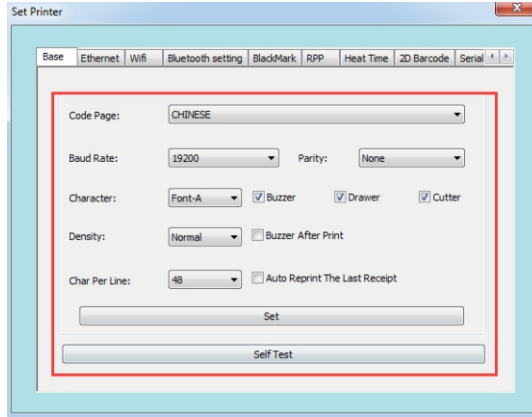 Set Printer
Base Ethernet Wifi Bluetooth setting BlackMark RPP Heat Time 2D Barcode Serial
Code Page: CHINESE
Baud Rate: 19200 Parity: None
Character: Font-A Buzzer Drawer Cutter
Density: Normal Buzzer After Print
Char Per Line: 48 Auto Reprint The Last Receipt
Set
Self Test